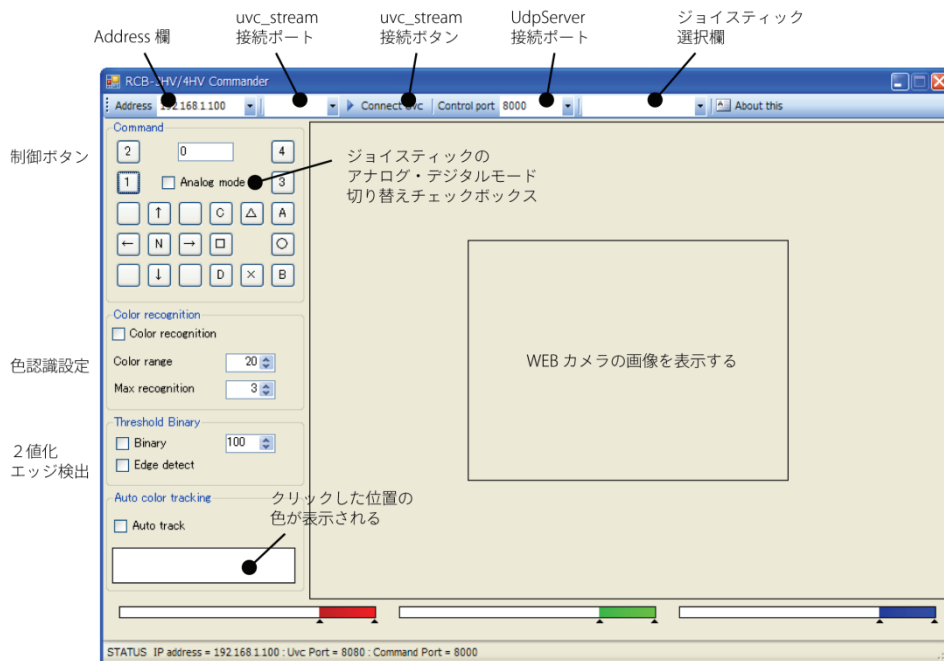 Address 欄
uvc_stream
接続ポート
uvc_stream
接続ボタン
UdpServer
接続ポート
ジョイスティック
選択欄
Address 192.168.1.100
Connect Uvc
Control port 8000
About this
制御ボタン
Command
2 0 4
1 Analog mode 3
ジョイスティックの
アナログ・デジタルモード
切り替えチェックボックス
↑ C △ A
← N → □ ○
↓ D × B
色認識設定
Color recognition
Color recognition
Color range 20
Max recognition 3
WEB カメラの画像を表示する
2値化
エッジ検出
Threshold Binary
Binary 100
Edge detect
Auto color tracking
Auto track
クリックした位置の
色が表示される
STATUS IP address = 192.168.1.100 : Uvc Port = 8080 : Command Port = 8000